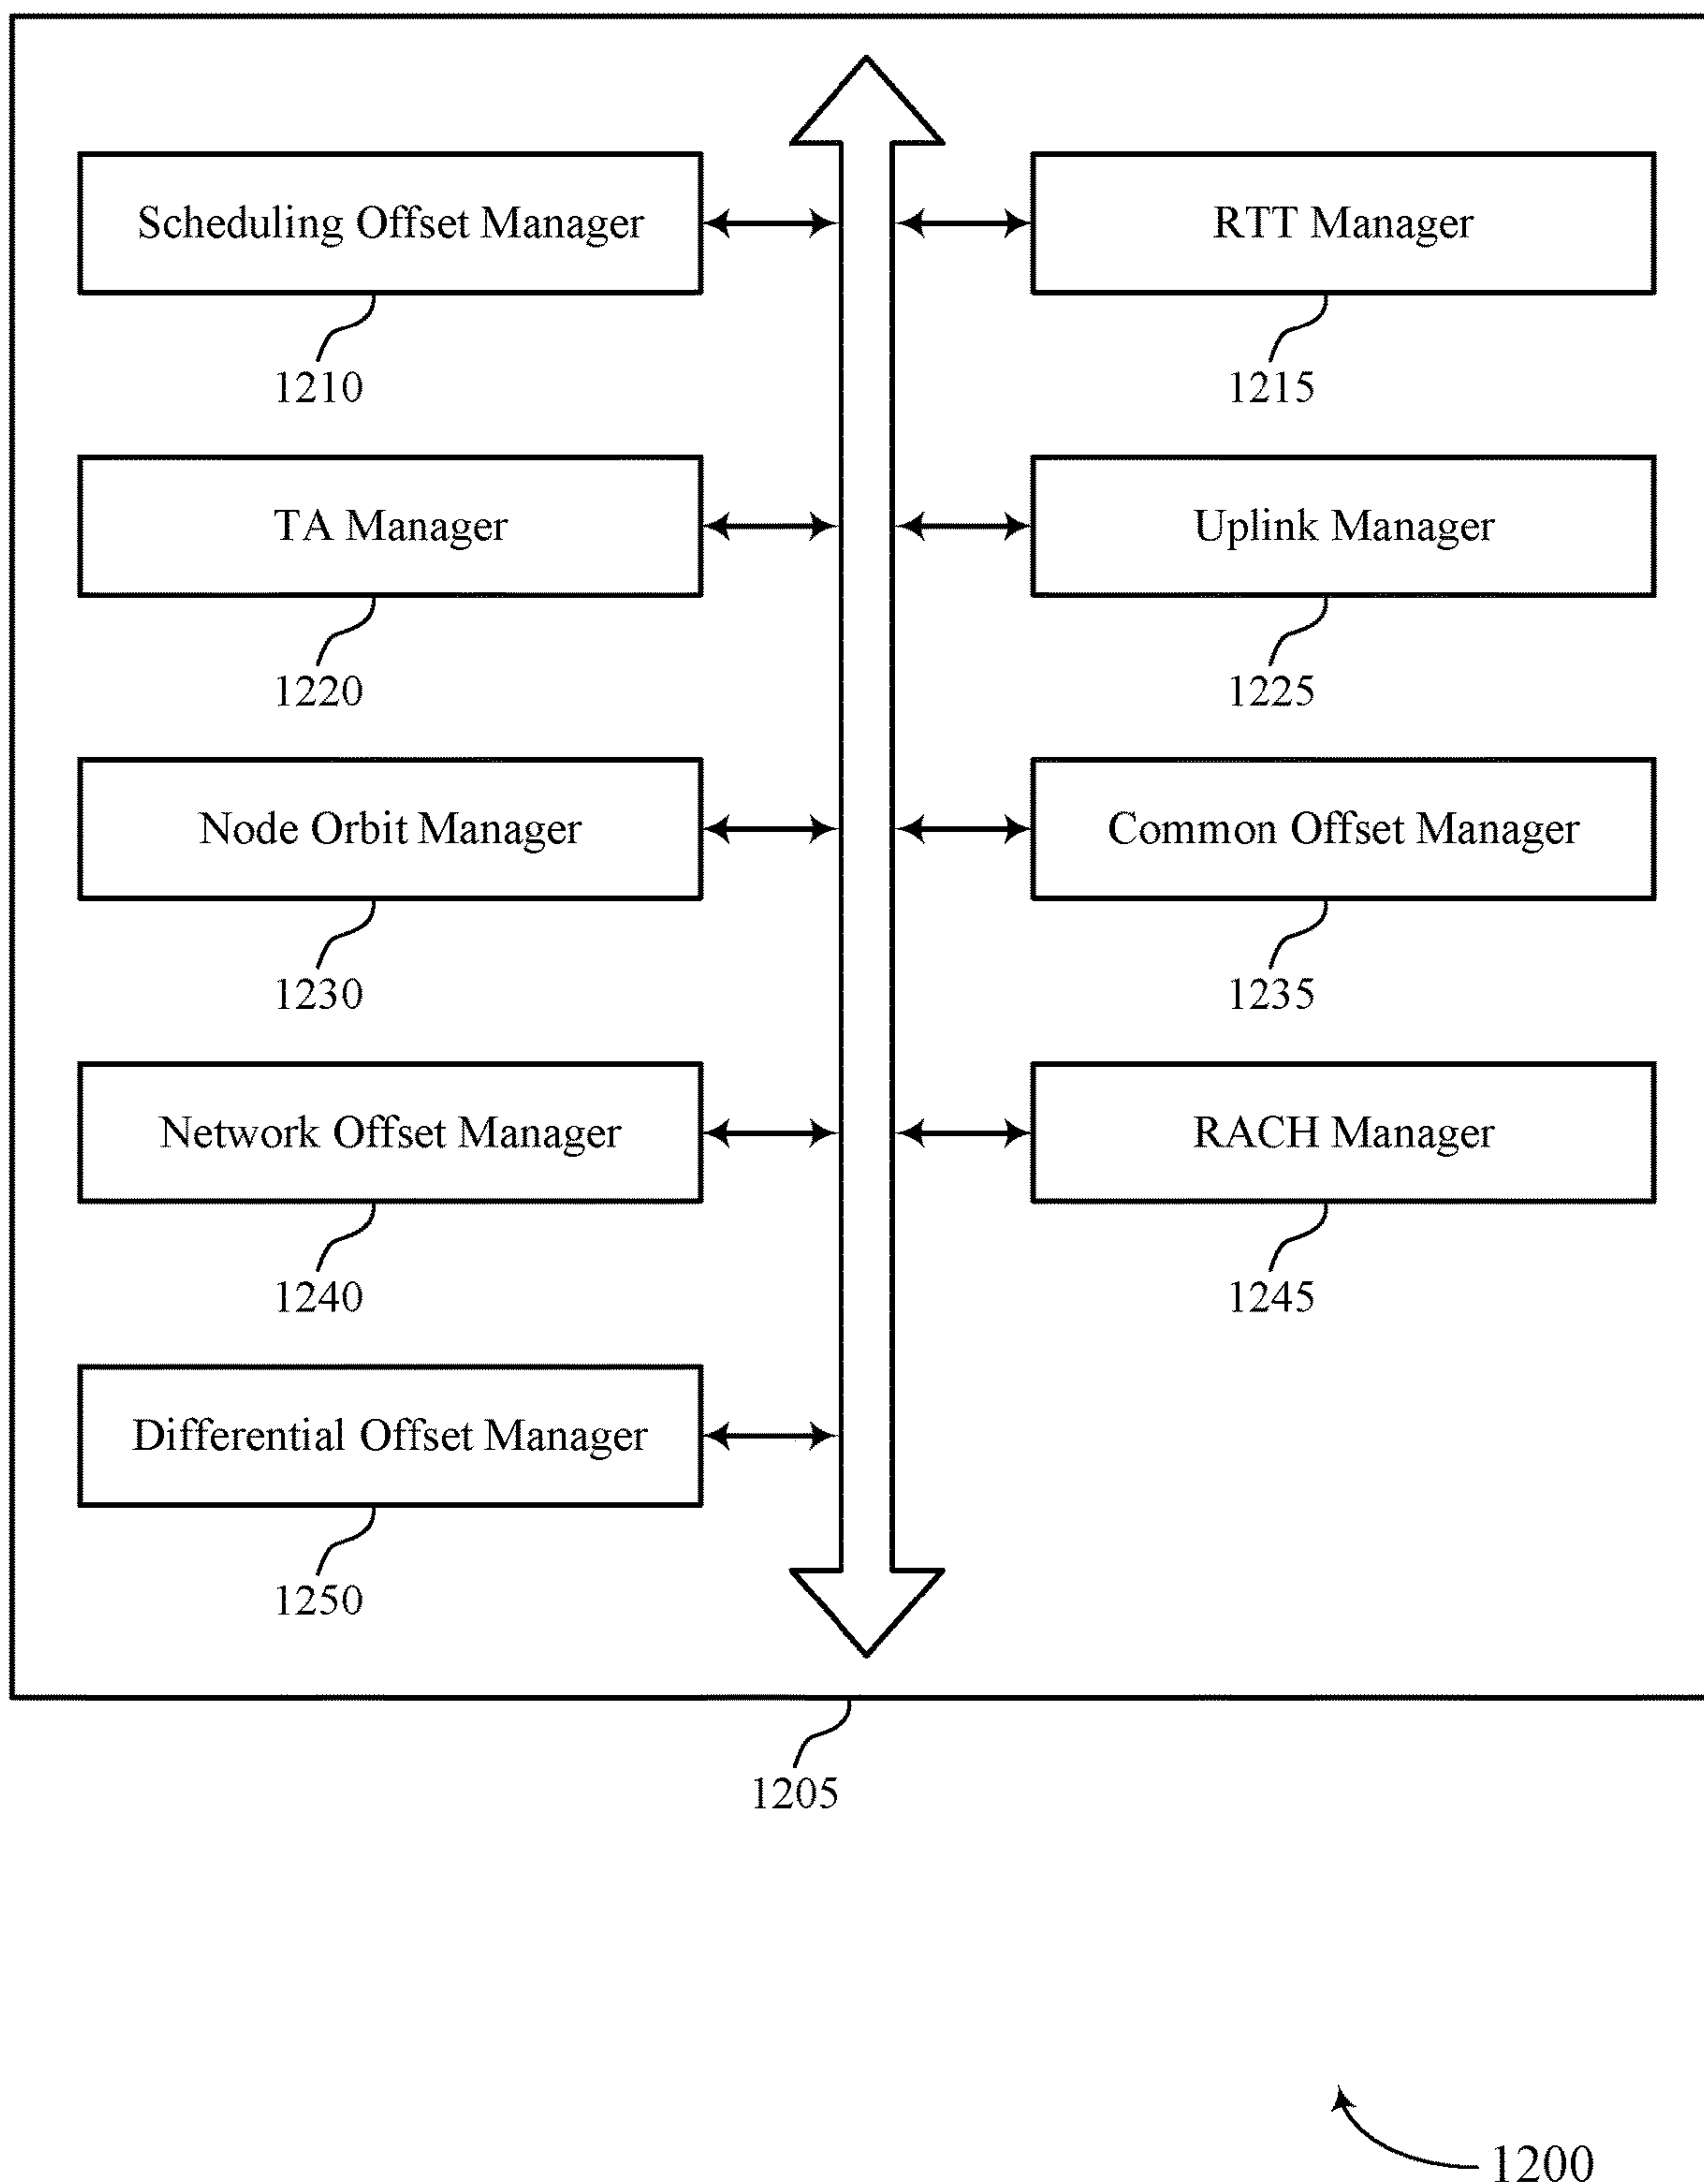 Scheduling Offset Manager
RTT Manager
1210
1215
TA Manager
Uplink Manager
1220
1225
Node Orbit Manager
Common Offset Manager
1230
1235
Network Offset Manager
RACH Manager
1240
1245
Differential Offset Manager
1250
1205
1200